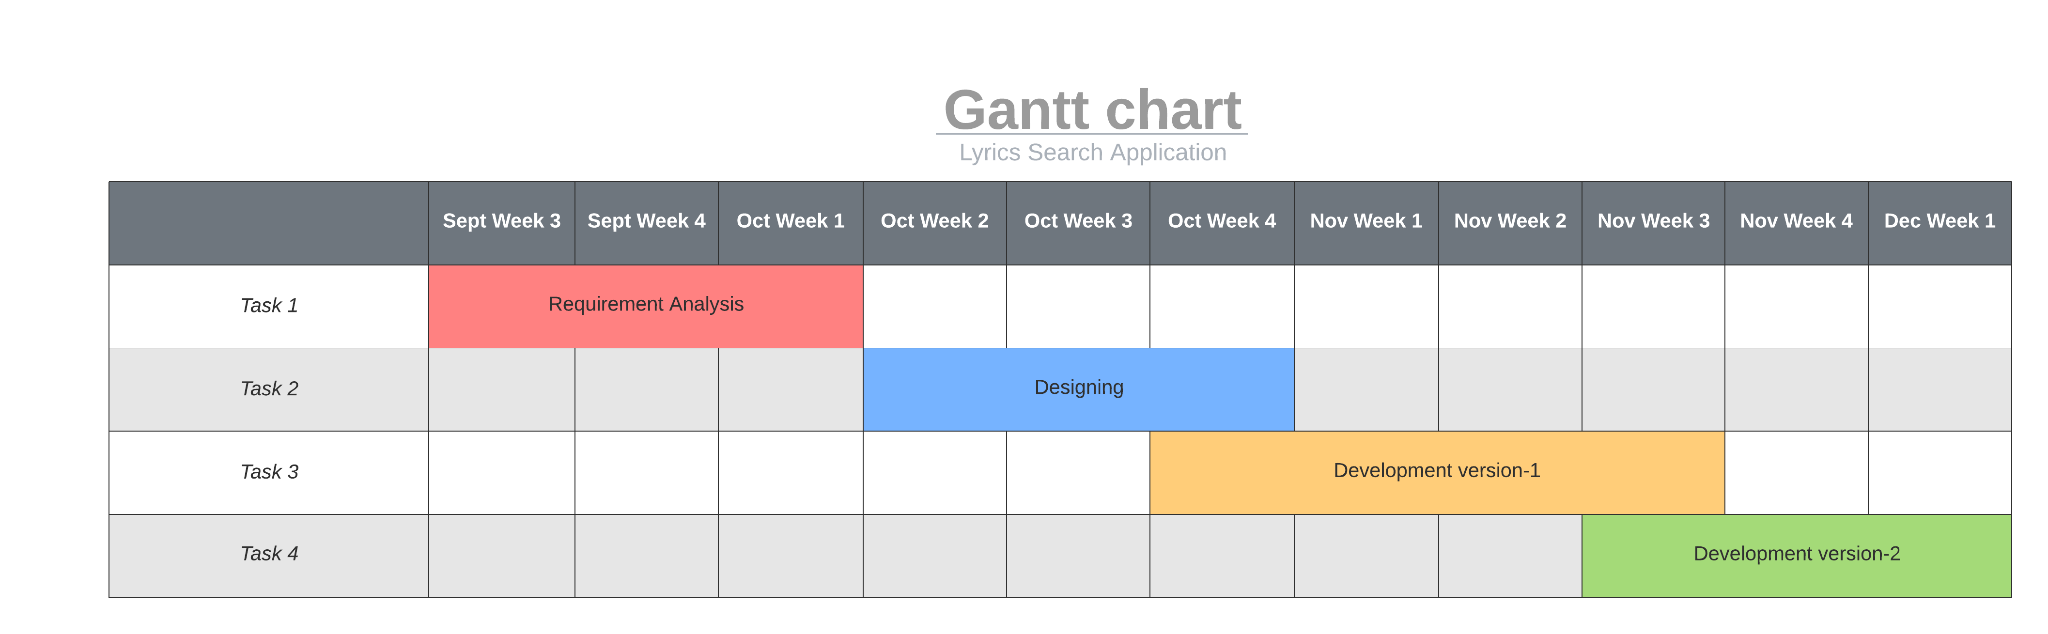 Gantt chart
Lyrics Search Application
Sept Week 3 Sept Week 4 Oct Week 1 Oct Week 2 Oct Week 3 Oct Week 4 Nov Week 1 Nov Week 2 Nov Week 3 Nov Week 4 Dec Week 1
Task 1 Requirement Analysis
Task 2 Designing
Task 3 Development version-1
Task 4 Development version-2